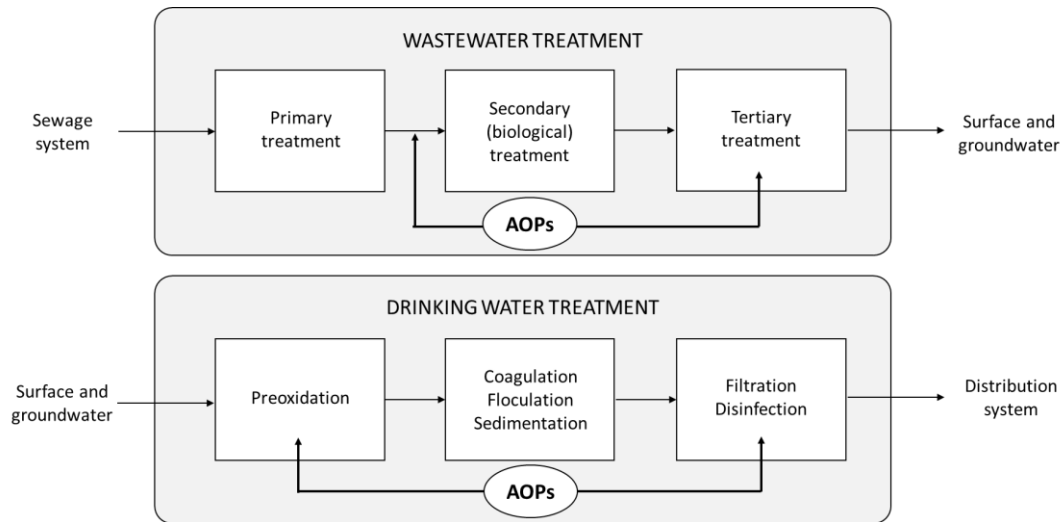 WASTEWATER TREATMENT
Sewage
system
Primary
treatment
Secondary
(biological)
treatment
Tertiary
treatment
Surface and
groundwater
AOPs
DRINKING WATER TREATMENT
Surface and
groundwater
Preoxidation
Coagulation
Floculation
Sedimentation
Filtration
Disinfection
Distribution
system
AOPs